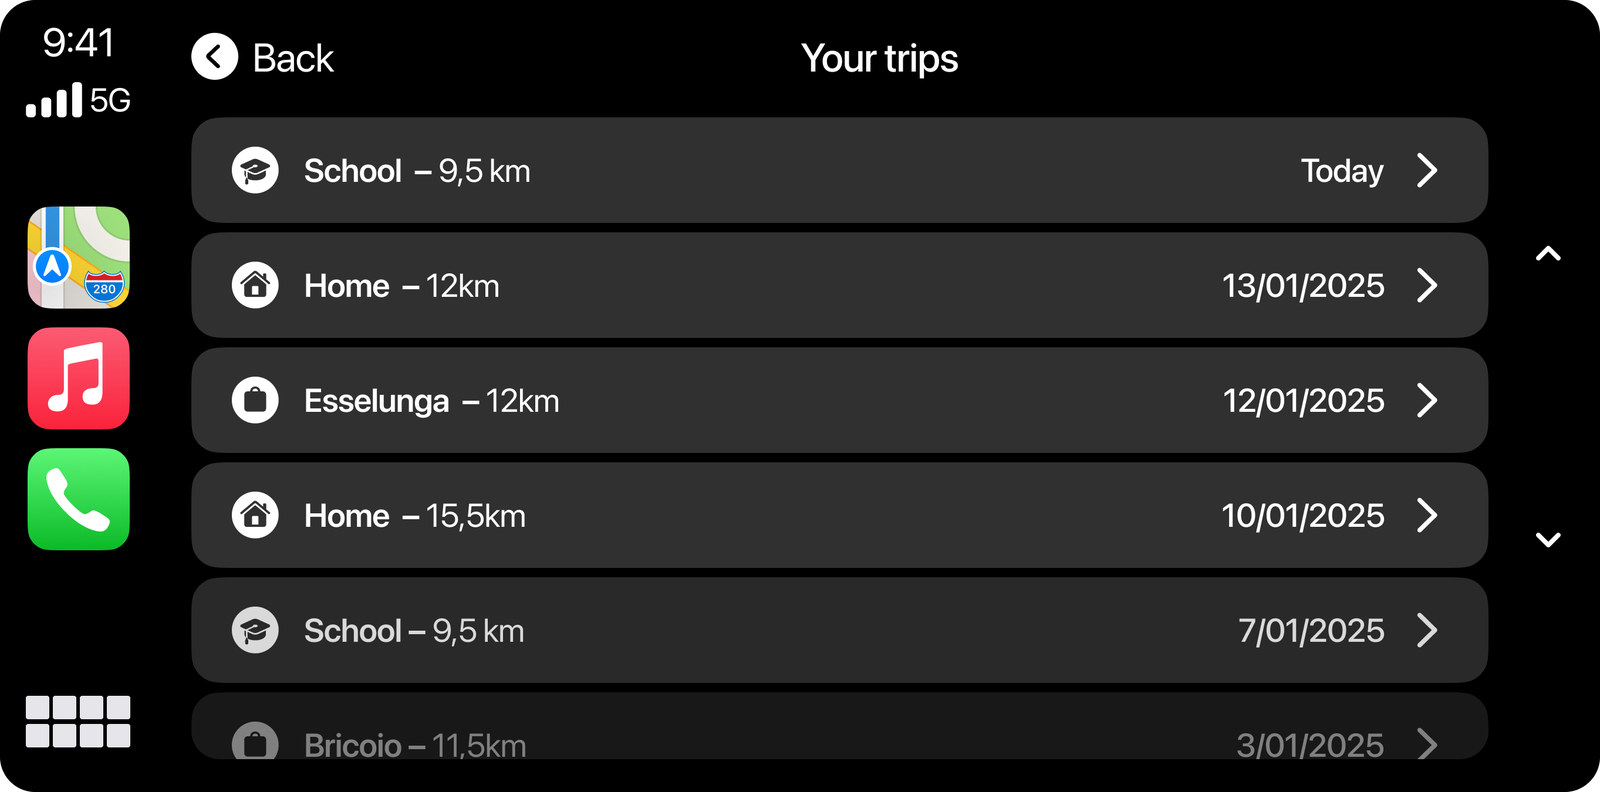 9:41
5G
280
Back
Your trips
School – 9,5 km
Today
Home – 12km
13/01/2025
Esselunga – 12km
12/01/2025
Home – 15,5km
10/01/2025
School – 9,5 km
7/01/2025
Bricoio – 11,5km
3/01/2025